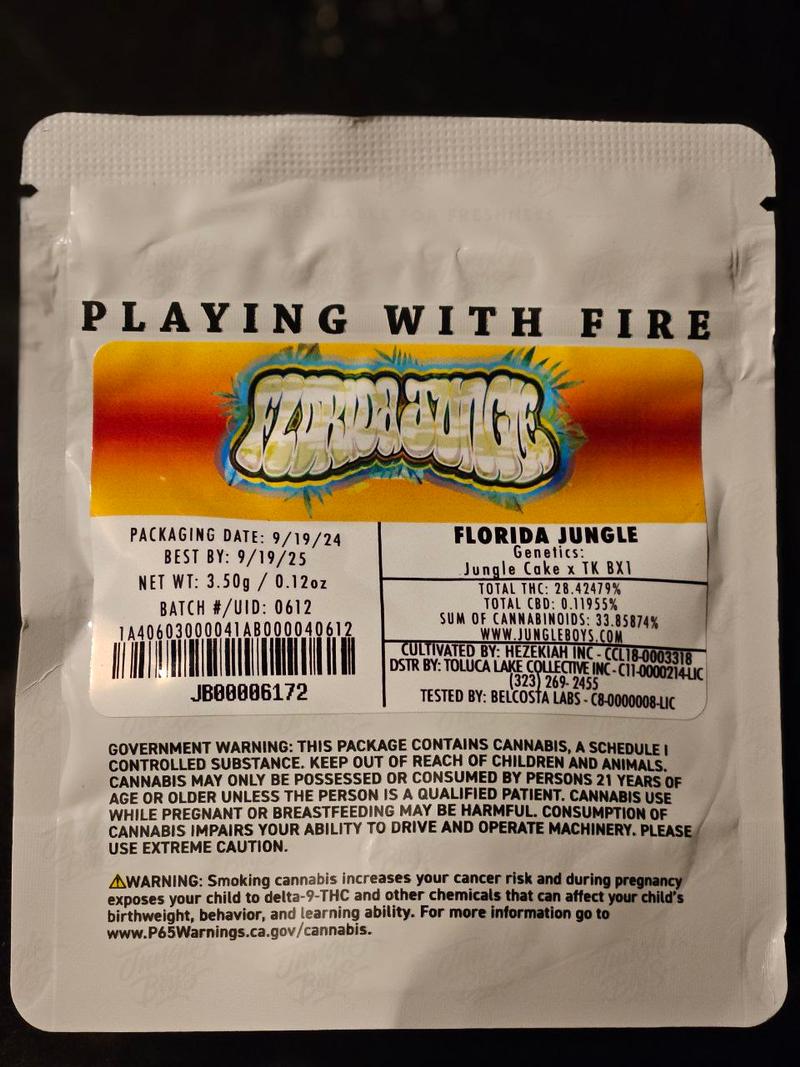 RESEALABLE FOR FRESHNESS
PLAYING WITH FIRE
FLORIDA JUNGLE
PACKAGING DATE: 9/19/24
BEST BY: 9/19/25
NET WT: 3.50g / 0.12oz
BATCH #/UID: 0612
1A40603000041AB000040612
JB00006172
FLORIDA JUNGLE
Genetics:
Jungle Cake x TK BX1
TOTAL THC: 28.42479%
TOTAL CBD: 0.11955%
SUM OF CANNABINOIDS: 33.85874%
WWW.JUNGLEBOYS.COM
CULTIVATED BY: HEZEKIAH INC - CCL18-0003318
DSTR BY: TOLUCA LAKE COLLECTIVE INC - C11-0000214-LIC
(323) 269-2455
TESTED BY: BELCOSTA LABS - C8-0000008-LIC
GOVERNMENT WARNING: THIS PACKAGE CONTAINS CANNABIS, A SCHEDULE I
CONTROLLED SUBSTANCE. KEEP OUT OF REACH OF CHILDREN AND ANIMALS.
CANNABIS MAY ONLY BE POSSESSED OR CONSUMED BY PERSONS 21 YEARS OF
AGE OR OLDER UNLESS THE PERSON IS A QUALIFIED PATIENT. CANNABIS USE
WHILE PREGNANT OR BREASTFEEDING MAY BE HARMFUL. CONSUMPTION OF
CANNABIS IMPAIRS YOUR ABILITY TO DRIVE AND OPERATE MACHINERY. PLEASE
USE EXTREME CAUTION.
⚠WARNING: Smoking cannabis increases your cancer risk and during pregnancy
exposes your child to delta-9-THC and other chemicals that can affect your child's
birthweight, behavior, and learning ability. For more information go to
www.P65Warnings.ca.gov/cannabis.
Jungle Boys
Jungle Boys
Jungle Boys